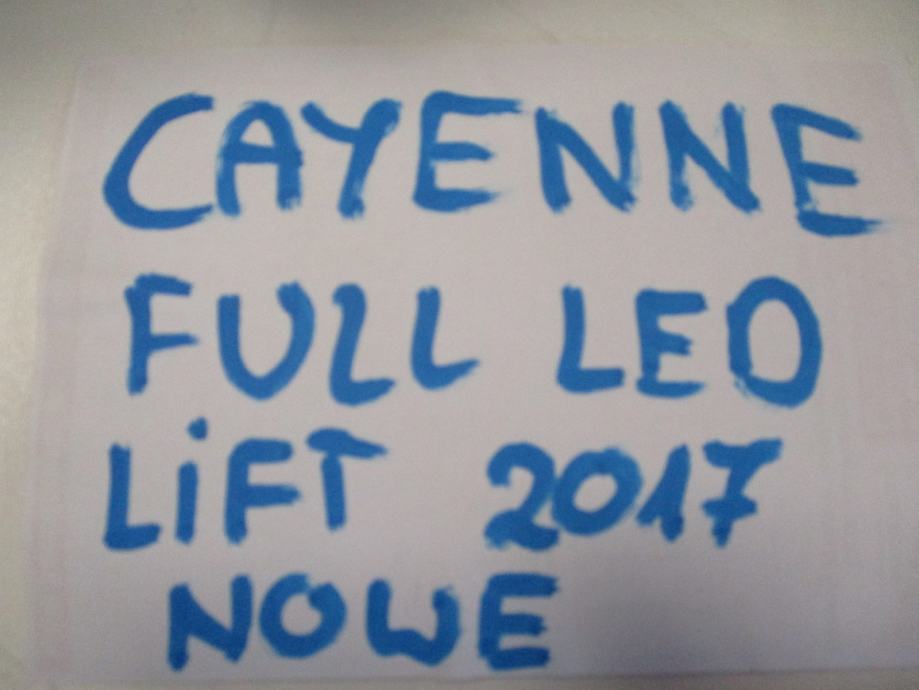 CAYENNE
FULL LED
LiFT 2017
NOWE